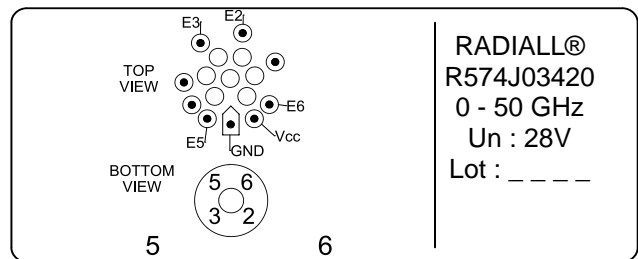 E3
E2
TOP
VIEW
E6
E5
Vcc
GND
BOTTOM
VIEW
5 6
3 2
5 6
RADIALL®
R574J03420
0 - 50 GHz
Un : 28V
Lot : _ _ _ _